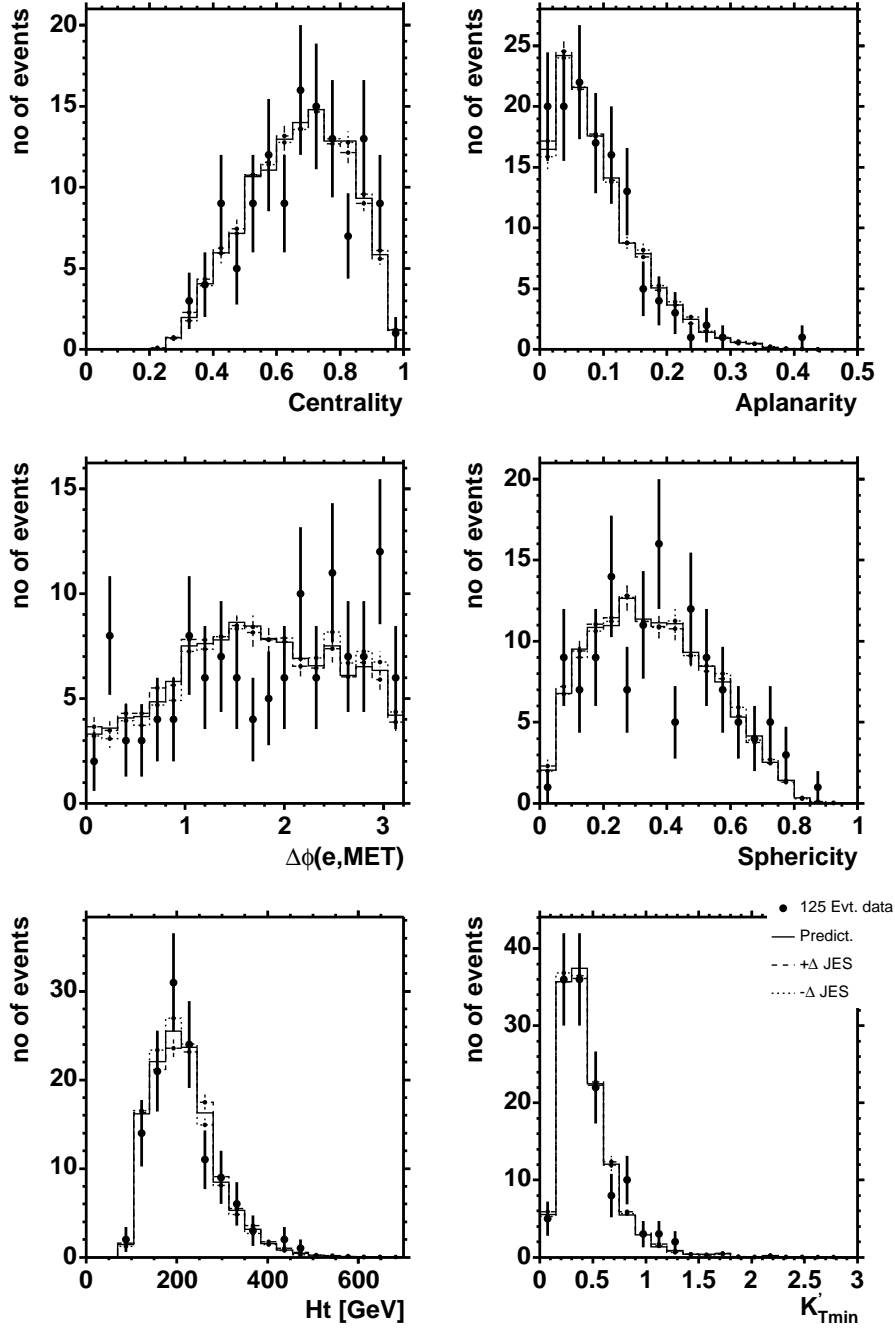 no of events
20
15
10
5
0
0 0.2 0.4 0.6 0.8 1
Centrality
no of events
25
20
15
10
5
0
0 0.1 0.2 0.3 0.4 0.5
Aplanarity
no of events
15
10
5
0
0 1 2 3
Δϕ(e,MET)
no of events
20
15
10
5
0
0 0.2 0.4 0.6 0.8 1
Sphericity
no of events
30
20
10
0
0 200 400 600
Ht [GeV]
no of events
40
30
20
10
0
0 0.5 1 1.5 2 2.5 3
K'Tmin
125 Evt. data
Predict.
+Δ JES
-Δ JES